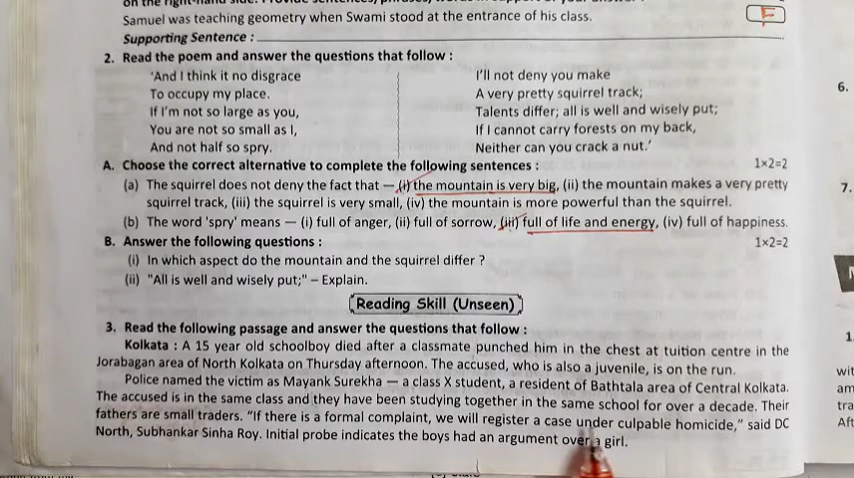 Samuel was teaching geometry when Swami stood at the entrance of his class.
F
Supporting Sentence :
2. Read the poem and answer the questions that follow :
'And I think it no disgrace
To occupy my place.
If I'm not so large as you,
You are not so small as I,
And not half so spry.
I'll not deny you make
A very pretty squirrel track;
Talents differ; all is well and wisely put;
If I cannot carry forests on my back,
Neither can you crack a nut.'
A. Choose the correct alternative to complete the following sentences : 1×2=2
(a) The squirrel does not deny the fact that — (i) the mountain is very big, (ii) the mountain makes a very pretty
squirrel track, (iii) the squirrel is very small, (iv) the mountain is more powerful than the squirrel.
(b) The word 'spry' means — (i) full of anger, (ii) full of sorrow, (iii) full of life and energy, (iv) full of happiness.
B. Answer the following questions : 1×2=2
(i) In which aspect do the mountain and the squirrel differ ?
(ii) "All is well and wisely put;" – Explain.
Reading Skill (Unseen)
3. Read the following passage and answer the questions that follow :
Kolkata : A 15 year old schoolboy died after a classmate punched him in the chest at tuition centre in the
Jorabagan area of North Kolkata on Thursday afternoon. The accused, who is also a juvenile, is on the run.
Police named the victim as Mayank Surekha — a class X student, a resident of Bathtala area of Central Kolkata.
The accused is in the same class and they have been studying together in the same school for over a decade. Their
fathers are small traders. "If there is a formal complaint, we will register a case under culpable homicide," said DC
North, Subhankar Sinha Roy. Initial probe indicates the boys had an argument over a girl.
6.
7.
1.
wit
am
tra
Aft